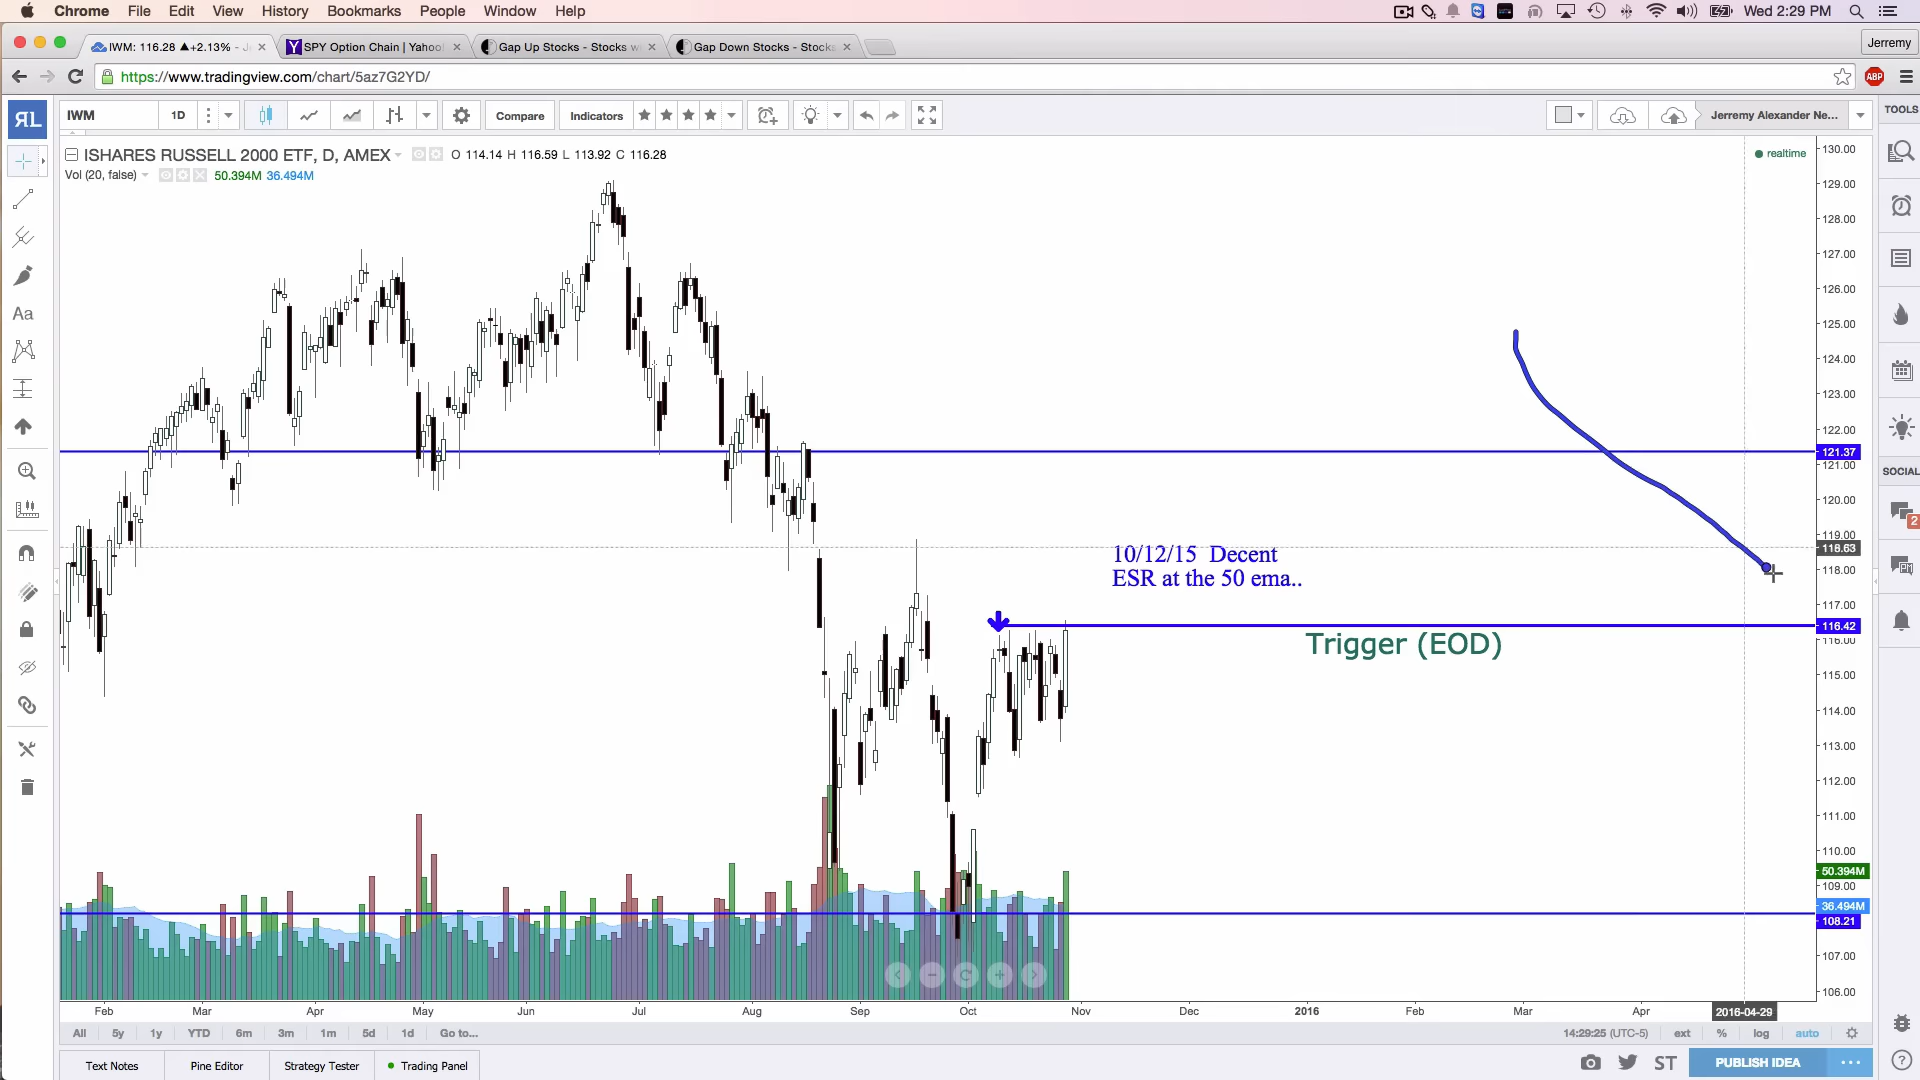 Chrome File Edit View History Bookmarks People Window Help Wed 2:29 PM
IWM: 116.28 ▲+2.13% - SPY Option Chain | Yahoo! Gap Up Stocks - Stocks Gap Down Stocks - Stocks Jerremy
https://www.tradingview.com/chart/5az7G2YD/ ABP
IWM 1D Compare Indicators Jerremy Alexander Ne... TOOLS
ISHARES RUSSELL 2000 ETF, D, AMEX O 114.14 H 116.59 L 113.92 C 116.28 realtime
Vol (20, false) 50.394M 36.494M
130.00
129.00
128.00
127.00
126.00
125.00
124.00
123.00
122.00
121.37
121.00
120.00
119.00
118.63
118.00
117.00
116.42
116.00
115.00
114.00
113.00
112.00
111.00
110.00
50.394M
109.00
36.494M
108.21
107.00
106.00
10/12/15 Decent
ESR at the 50 ema..
Trigger (EOD)
Aa
SOCIAL
2
Feb Mar Apr May Jun Jul Aug Sep Oct Nov Dec 2016 Feb Mar Apr 2016-04-29
All 5y 1y YTD 6m 3m 1m 5d 1d Go to... 14:29:25 (UTC-5) ext % log auto
Text Notes Pine Editor Strategy Tester Trading Panel ST PUBLISH IDEA ...